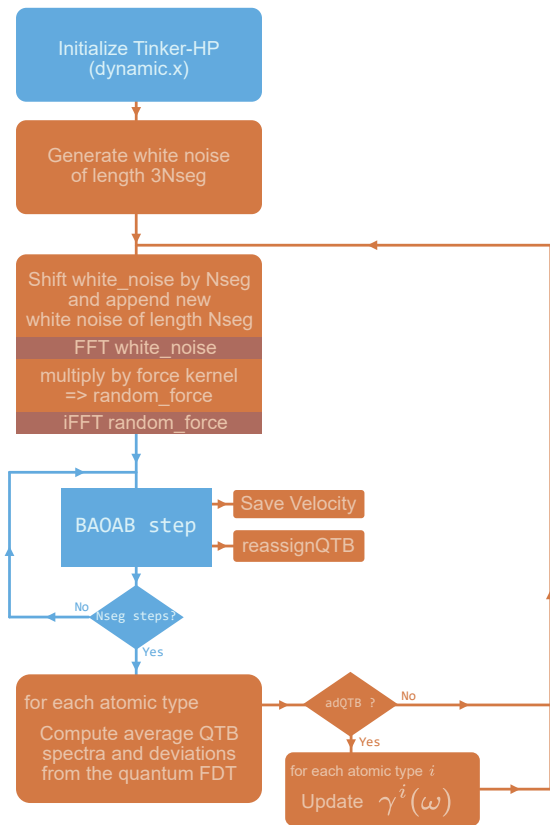 Initialize Tinker-HP
(dynamic.x)
Generate white noise
of length 3Nseg
Shift white_noise by Nseg
and append new
white noise of length Nseg
FFT white_noise
multiply by force kernel
=> random_force
iFFT random_force
BAOAB step
Save Velocity
reassignQTB
Nseg steps?
No
Yes
for each atomic type
Compute average QTB
spectra and deviations
from the quantum FDT
adQTB ?
No
Yes
for each atomic type i
Update γ^i(ω)